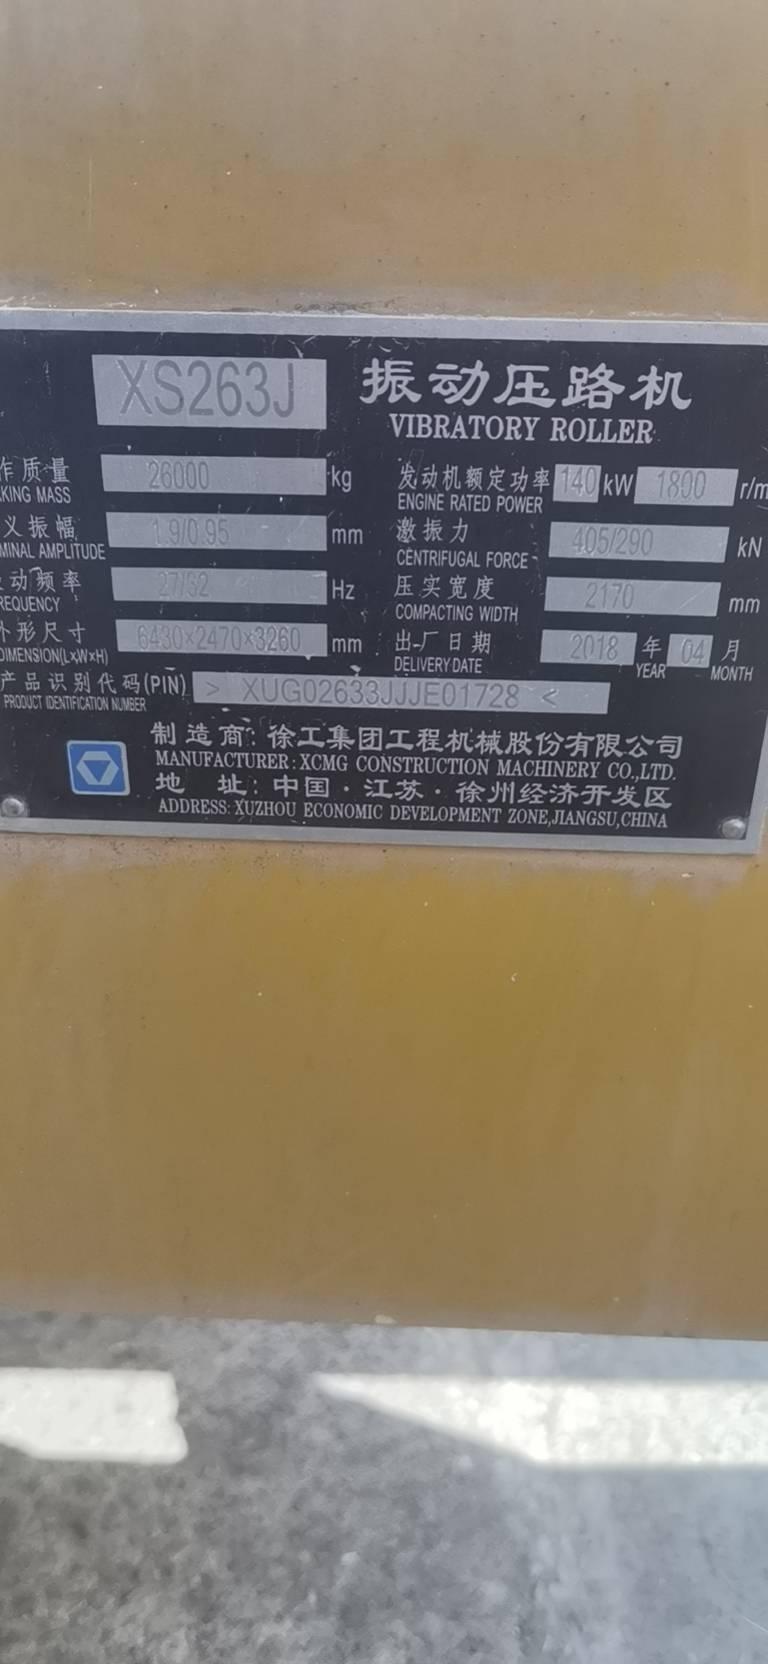 XS263J 振动压路机
VIBRATORY ROLLER
作质量 26000 kg 发动机额定功率 140 kW 1800 r/m
KING MASS ENGINE RATED POWER
义振幅 1.9/0.95 mm 激振力 405/290 kN
MINAL AMPLITUDE CENTRIFUGAL FORCE
动频率 27/32 Hz 压实宽度 2170 mm
REQUENCY COMPACTING WIDTH
外形尺寸 6430×2470×3260 mm 出厂日期 2018 年 04 月
DIMENSION(L×W×H) DELIVERY DATE YEAR MONTH
产品识别代码(PIN) > XUG02633JJJE01728 <
PRODUCT IDENTIFICATION NUMBER
制造商: 徐工集团工程机械股份有限公司
MANUFACTURER: XCMG CONSTRUCTION MACHINERY CO.,LTD.
地 址: 中国·江苏·徐州经济开发区
ADDRESS: XUZHOU ECONOMIC DEVELOPMENT ZONE,JIANGSU,CHINA